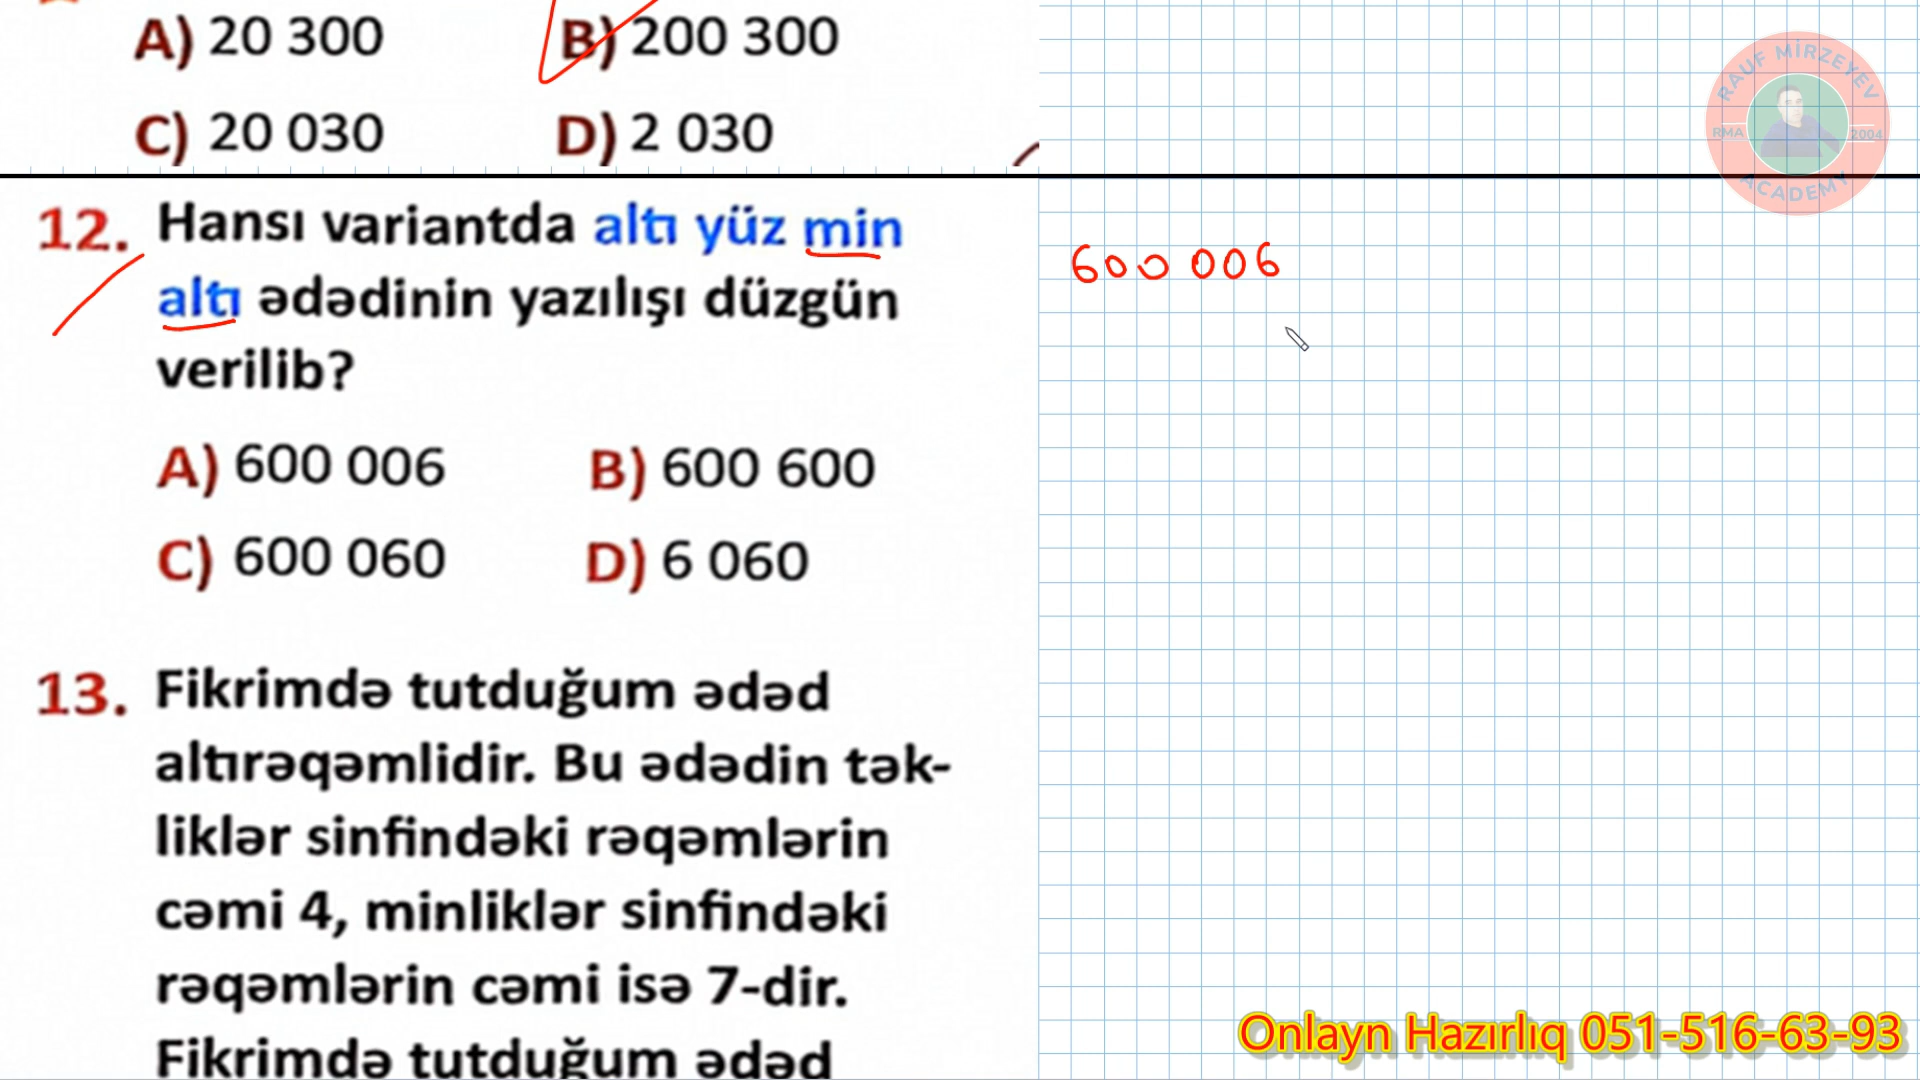 A) 20 300 B) 200 300
C) 20 030 D) 2 030
RAUF MİRZEYEV
RMA 2004
ACADEMY
12. Hansı variantda altı yüz min
altı ədədinin yazılışı düzgün
verilib?
600 006
A) 600 006 B) 600 600
C) 600 060 D) 6 060
13. Fikrimdə tutduğum ədəd
altırəqəmlidir. Bu ədədin tək-
liklər sinfindəki rəqəmlərin
cəmi 4, minliklər sinfindəki
rəqəmlərin cəmi isə 7-dir.
Fikrimdə tutduğum ədəd
Onlayn Hazırlıq 051-516-63-93